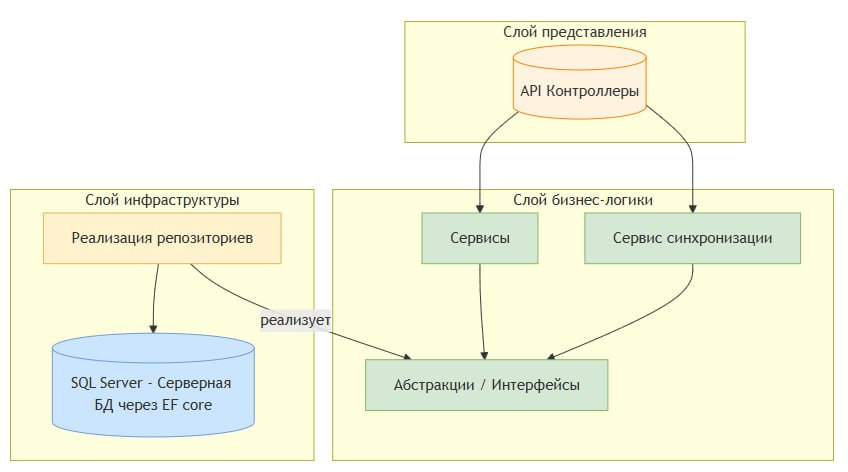 Слой представления
API Контроллеры
Слой инфраструктуры
Реализация репозиториев
SQL Server - Серверная
БД через EF core
реализует
Слой бизнес-логики
Сервисы
Сервис синхронизации
Абстракции / Интерфейсы